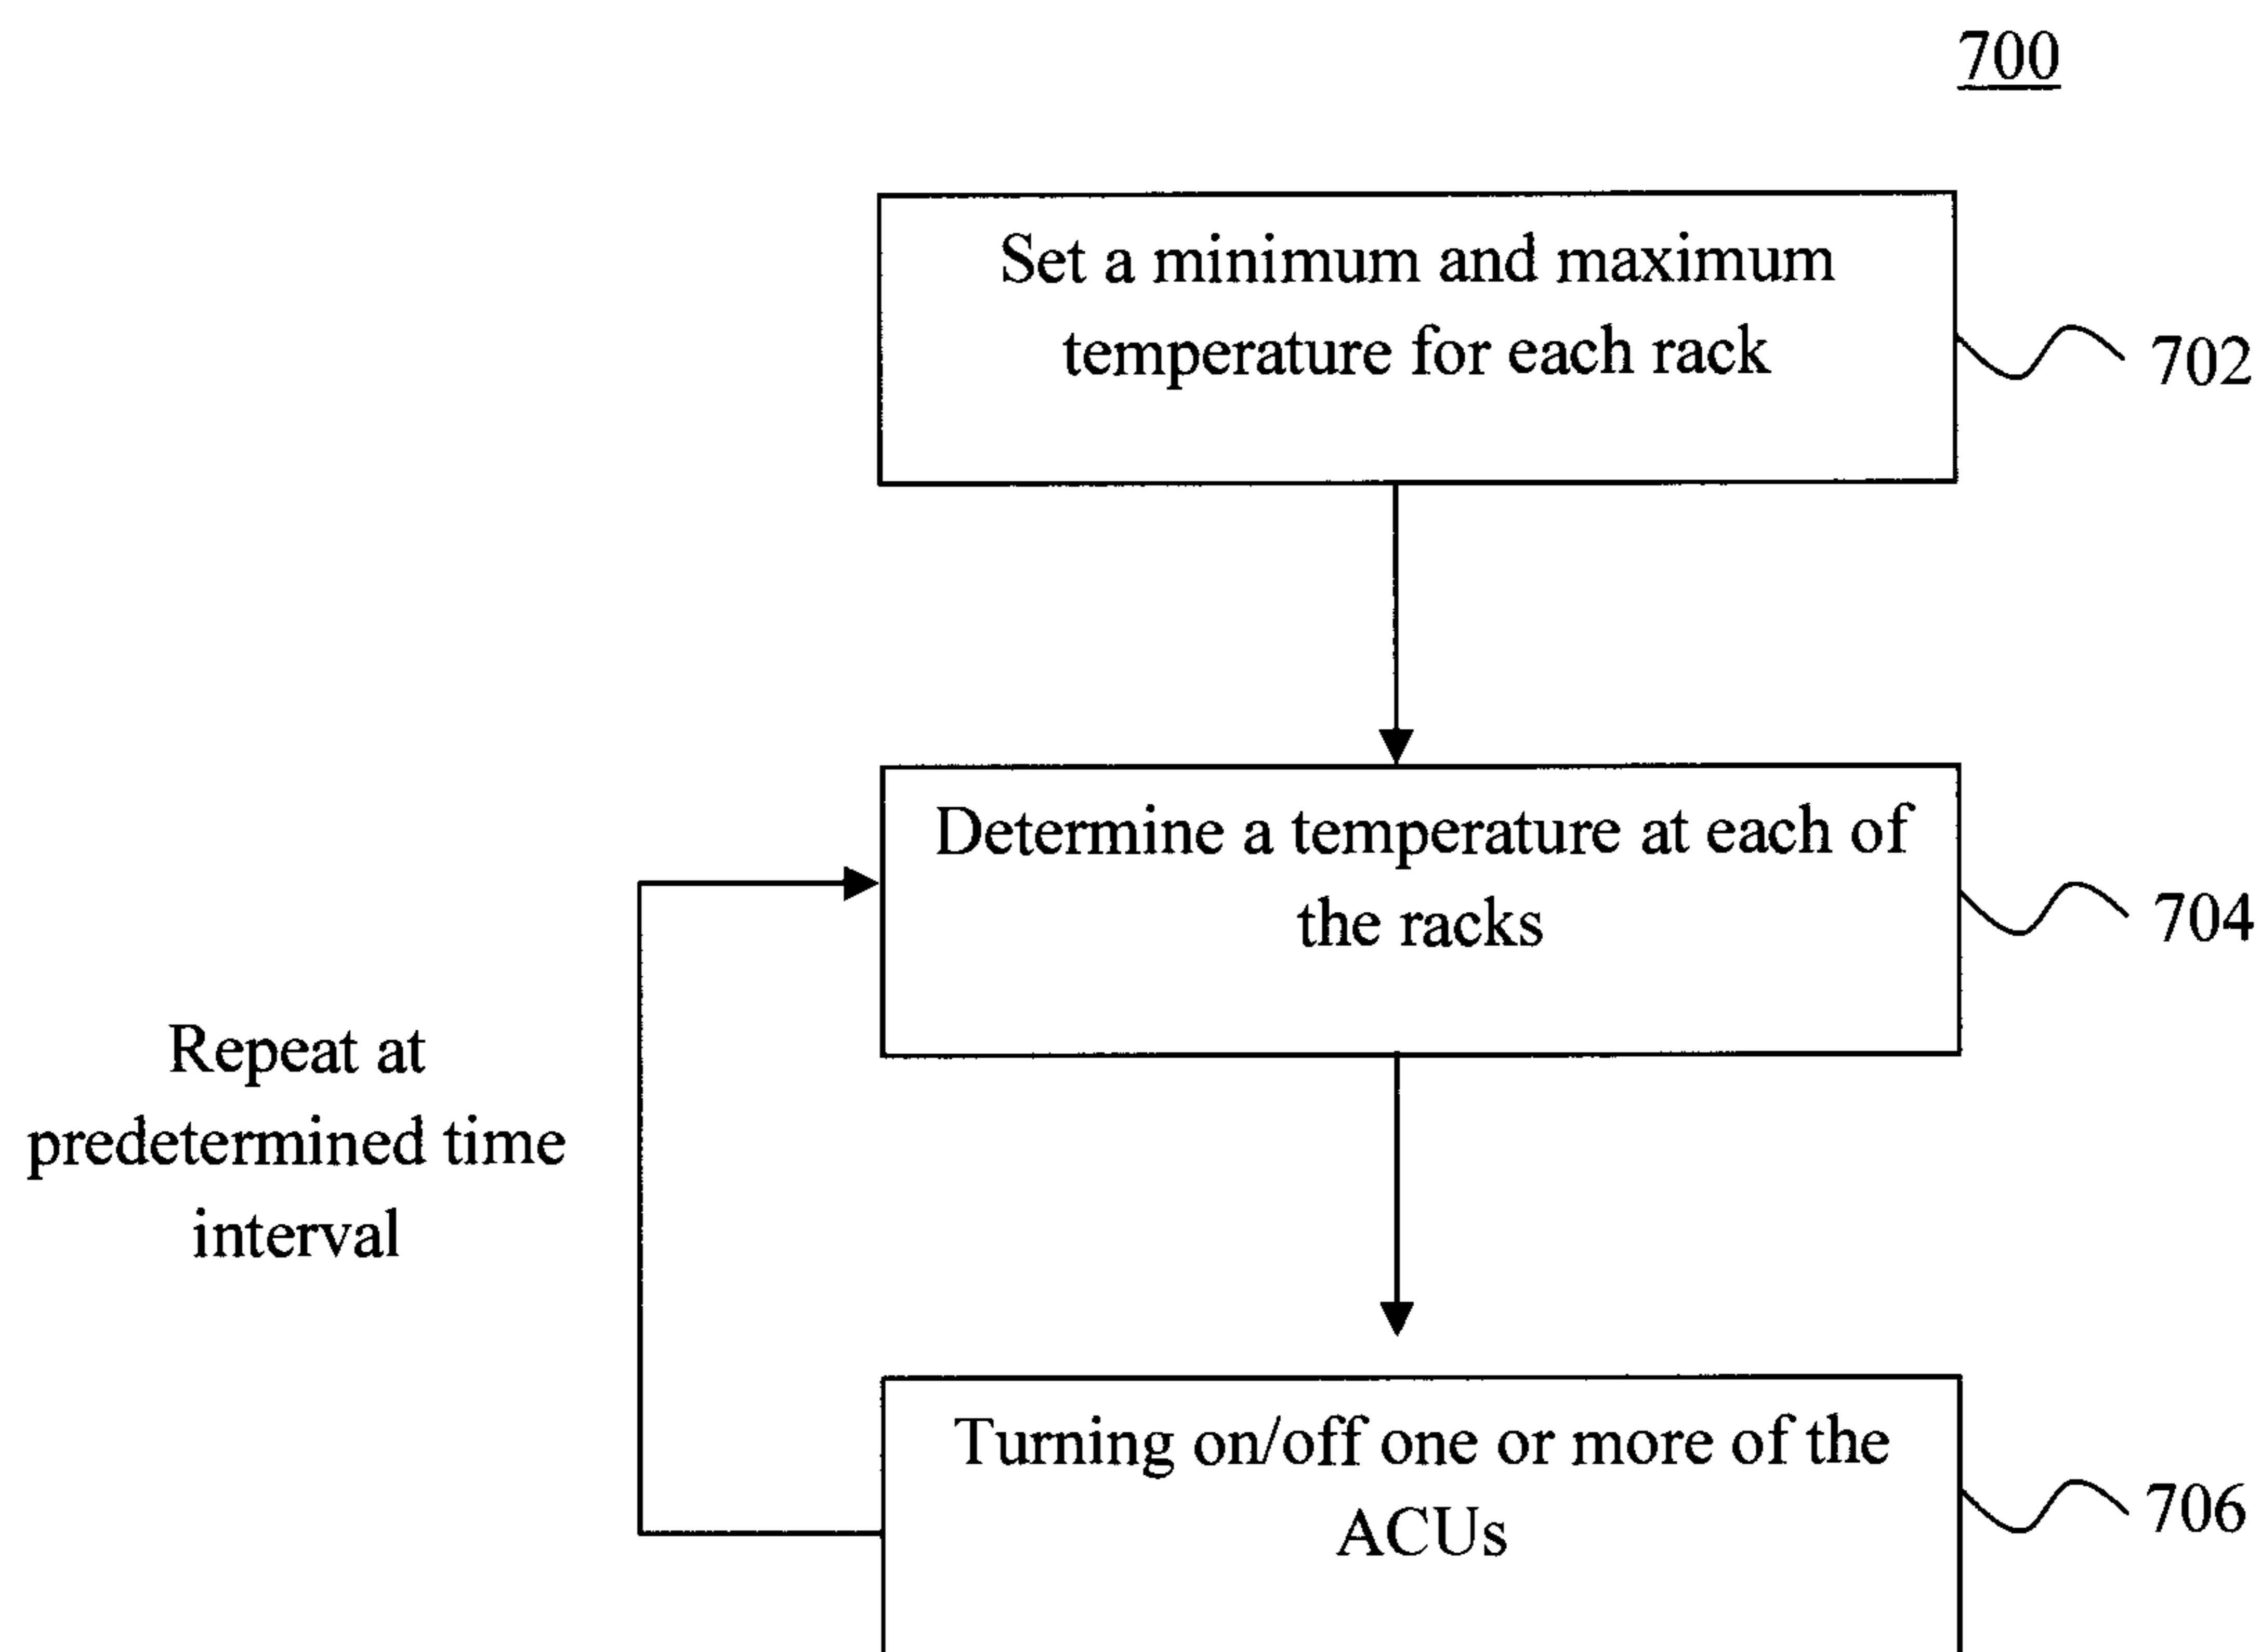 700
Set a minimum and maximum
temperature for each rack
702
Determine a temperature at each of
the racks
704
Repeat at
predetermined time
interval
Turning on/off one or more of the
ACUs
706